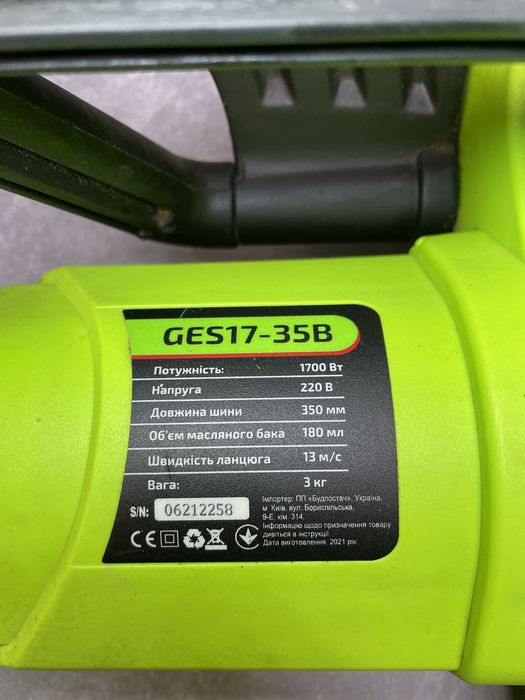 GES17-35B
Потужність: 1700 Вт
Напруга 220 В
Довжина шини 350 мм
Об'єм масляного бака 180 мл
Швидкість ланцюга 13 м/с
Вага: 3 кг
S/N: 06212258
Імпортер: ПП «Будпостач», Україна,
м. Київ, вул. Бориспільська,
9-Е, кім. 314.
Інформацію щодо призначення товару
дивіться в інструкції
Дата виготовлення 2021 рік
CE